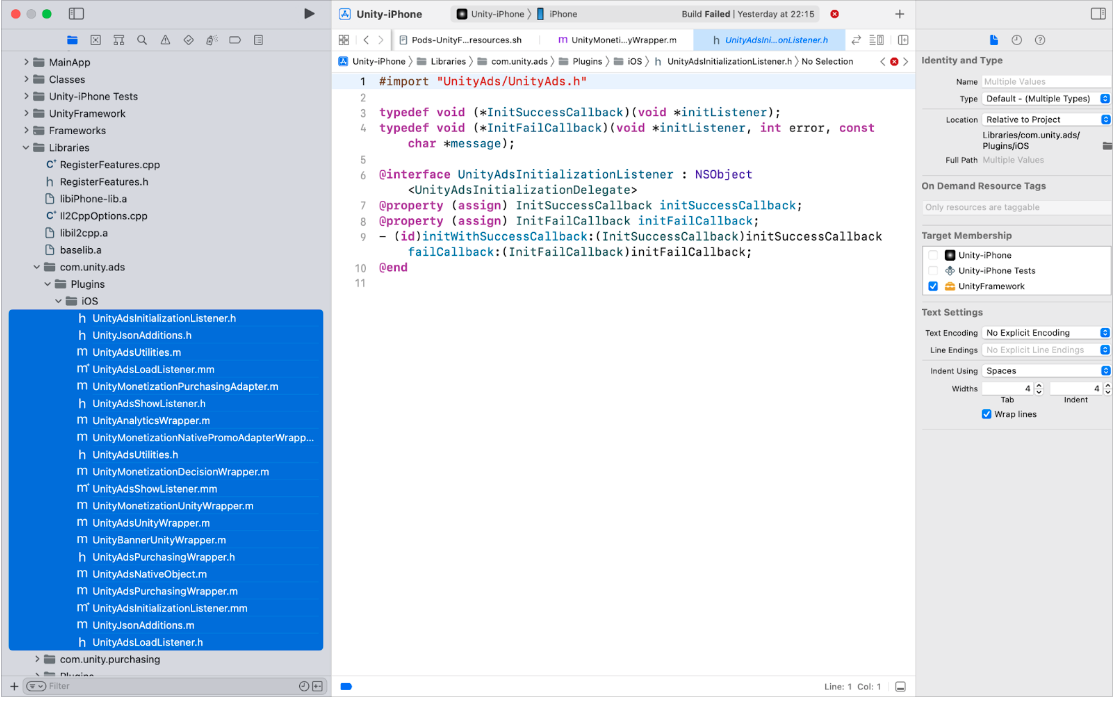 Unity-iPhone
Unity-iPhone 〉 iPhone
Build Failed | Yesterday at 22:15
Pods-UnityF...resources.sh
m UnityMoneti...yWrapper.m
h UnityAdsIni...onListener.h
Unity-iPhone 〉 Libraries 〉 com.unity.ads 〉 Plugins 〉 iOS 〉 h UnityAdsInitializationListener.h 〉 No Selection
MainApp
Classes
Unity-iPhone Tests
UnityFramework
Frameworks
Libraries
C⁺ RegisterFeatures.cpp
h RegisterFeatures.h
libiPhone-lib.a
C⁺ Il2CppOptions.cpp
libil2cpp.a
baselib.a
com.unity.ads
Plugins
iOS
h UnityAdsInitializationListener.h
h UnityJsonAdditions.h
m UnityAdsUtilities.m
m⁺ UnityAdsLoadListener.mm
m UnityMonetizationPurchasingAdapter.m
h UnityAdsShowListener.h
m UnityAnalyticsWrapper.m
m UnityMonetizationNativePromoAdapterWrapp...
h UnityAdsUtilities.h
m UnityMonetizationDecisionWrapper.m
m⁺ UnityAdsShowListener.mm
m UnityMonetizationUnityWrapper.m
m UnityAdsUnityWrapper.m
m UnityBannerUnityWrapper.m
h UnityAdsPurchasingWrapper.h
m UnityAdsNativeObject.m
m UnityAdsPurchasingWrapper.m
m⁺ UnityAdsInitializationListener.mm
m UnityJsonAdditions.m
h UnityAdsLoadListener.h
com.unity.purchasing
Plugins
Filter
1 #import "UnityAds/UnityAds.h"
2
3 typedef void (*InitSuccessCallback)(void *initListener);
4 typedef void (*InitFailCallback)(void *initListener, int error, const
char *message);
5
6 @interface UnityAdsInitializationListener : NSObject
<UnityAdsInitializationDelegate>
7 @property (assign) InitSuccessCallback initSuccessCallback;
8 @property (assign) InitFailCallback initFailCallback;
9 - (id)initWithSuccessCallback:(InitSuccessCallback)initSuccessCallback
failCallback:(InitFailCallback)initFailCallback;
10 @end
11
Line: 1 Col: 1
Identity and Type
Name Multiple Values
Type Default - (Multiple Types)
Location Relative to Project
Libraries/com.unity.ads/
Plugins/iOS
Full Path Multiple Values
On Demand Resource Tags
Only resources are taggable
Target Membership
Unity-iPhone
Unity-iPhone Tests
UnityFramework
Text Settings
Text Encoding No Explicit Encoding
Line Endings No Explicit Line Endings
Indent Using Spaces
Widths 4 4
Tab Indent
Wrap lines